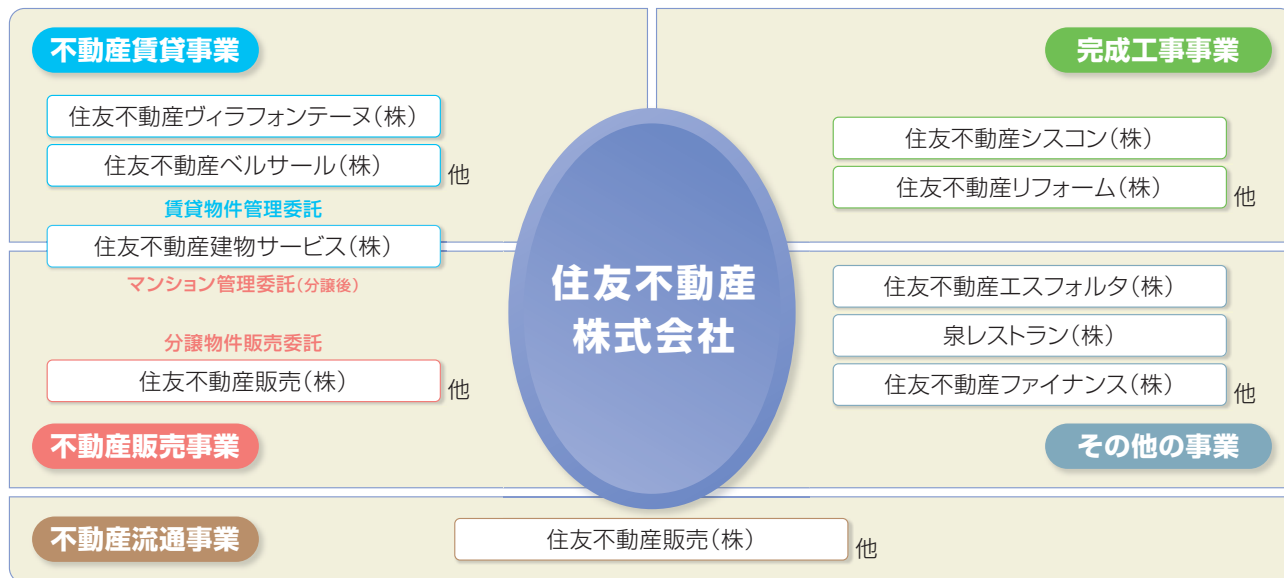 不動産賃貸事業
住友不動産ヴィラフォンテーヌ(株)
住友不動産ベルサール(株)
他
賃貸物件管理委託
住友不動産建物サービス(株)
マンション管理委託(分譲後)
分譲物件販売委託
住友不動産販売(株)
他
不動産販売事業
住友不動産
株式会社
完成工事事業
住友不動産シスコン(株)
住友不動産リフォーム(株)
他
住友不動産エスフォルタ(株)
泉レストラン(株)
住友不動産ファイナンス(株)
他
その他の事業
不動産流通事業
住友不動産販売(株)
他